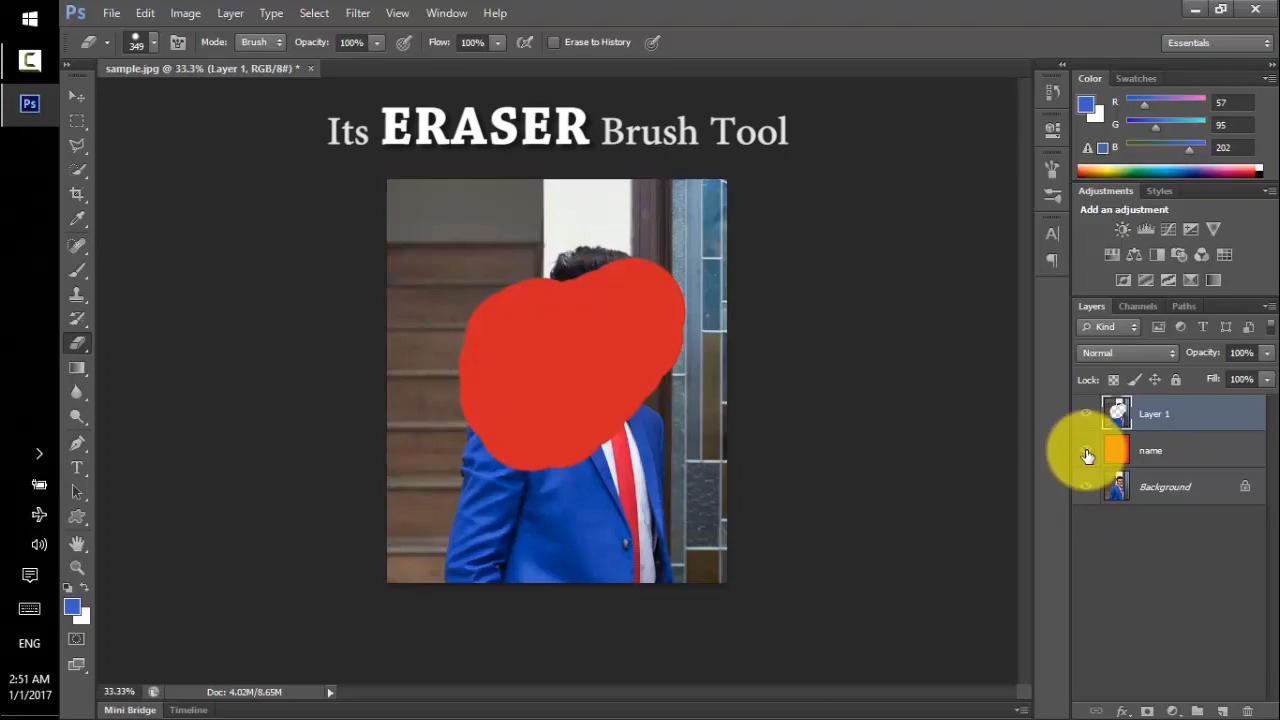 Ps File Edit Image Layer Type Select Filter View Window Help
349 Mode: Brush Opacity: 100% Flow: 100% Erase to History Essentials
sample.jpg @ 33.3% (Layer 1, RGB/8#) * ×
Its ERASER Brush Tool
Color Swatches
R 57
G 95
B 202
Adjustments Styles
Add an adjustment
Layers Channels Paths
Kind
Normal Opacity: 100%
Lock: Fill: 100%
Layer 1
name
Background
Ps
ENG
2:51 AM
1/1/2017
33.33% Doc: 4.02M/8.65M
Mini Bridge Timeline